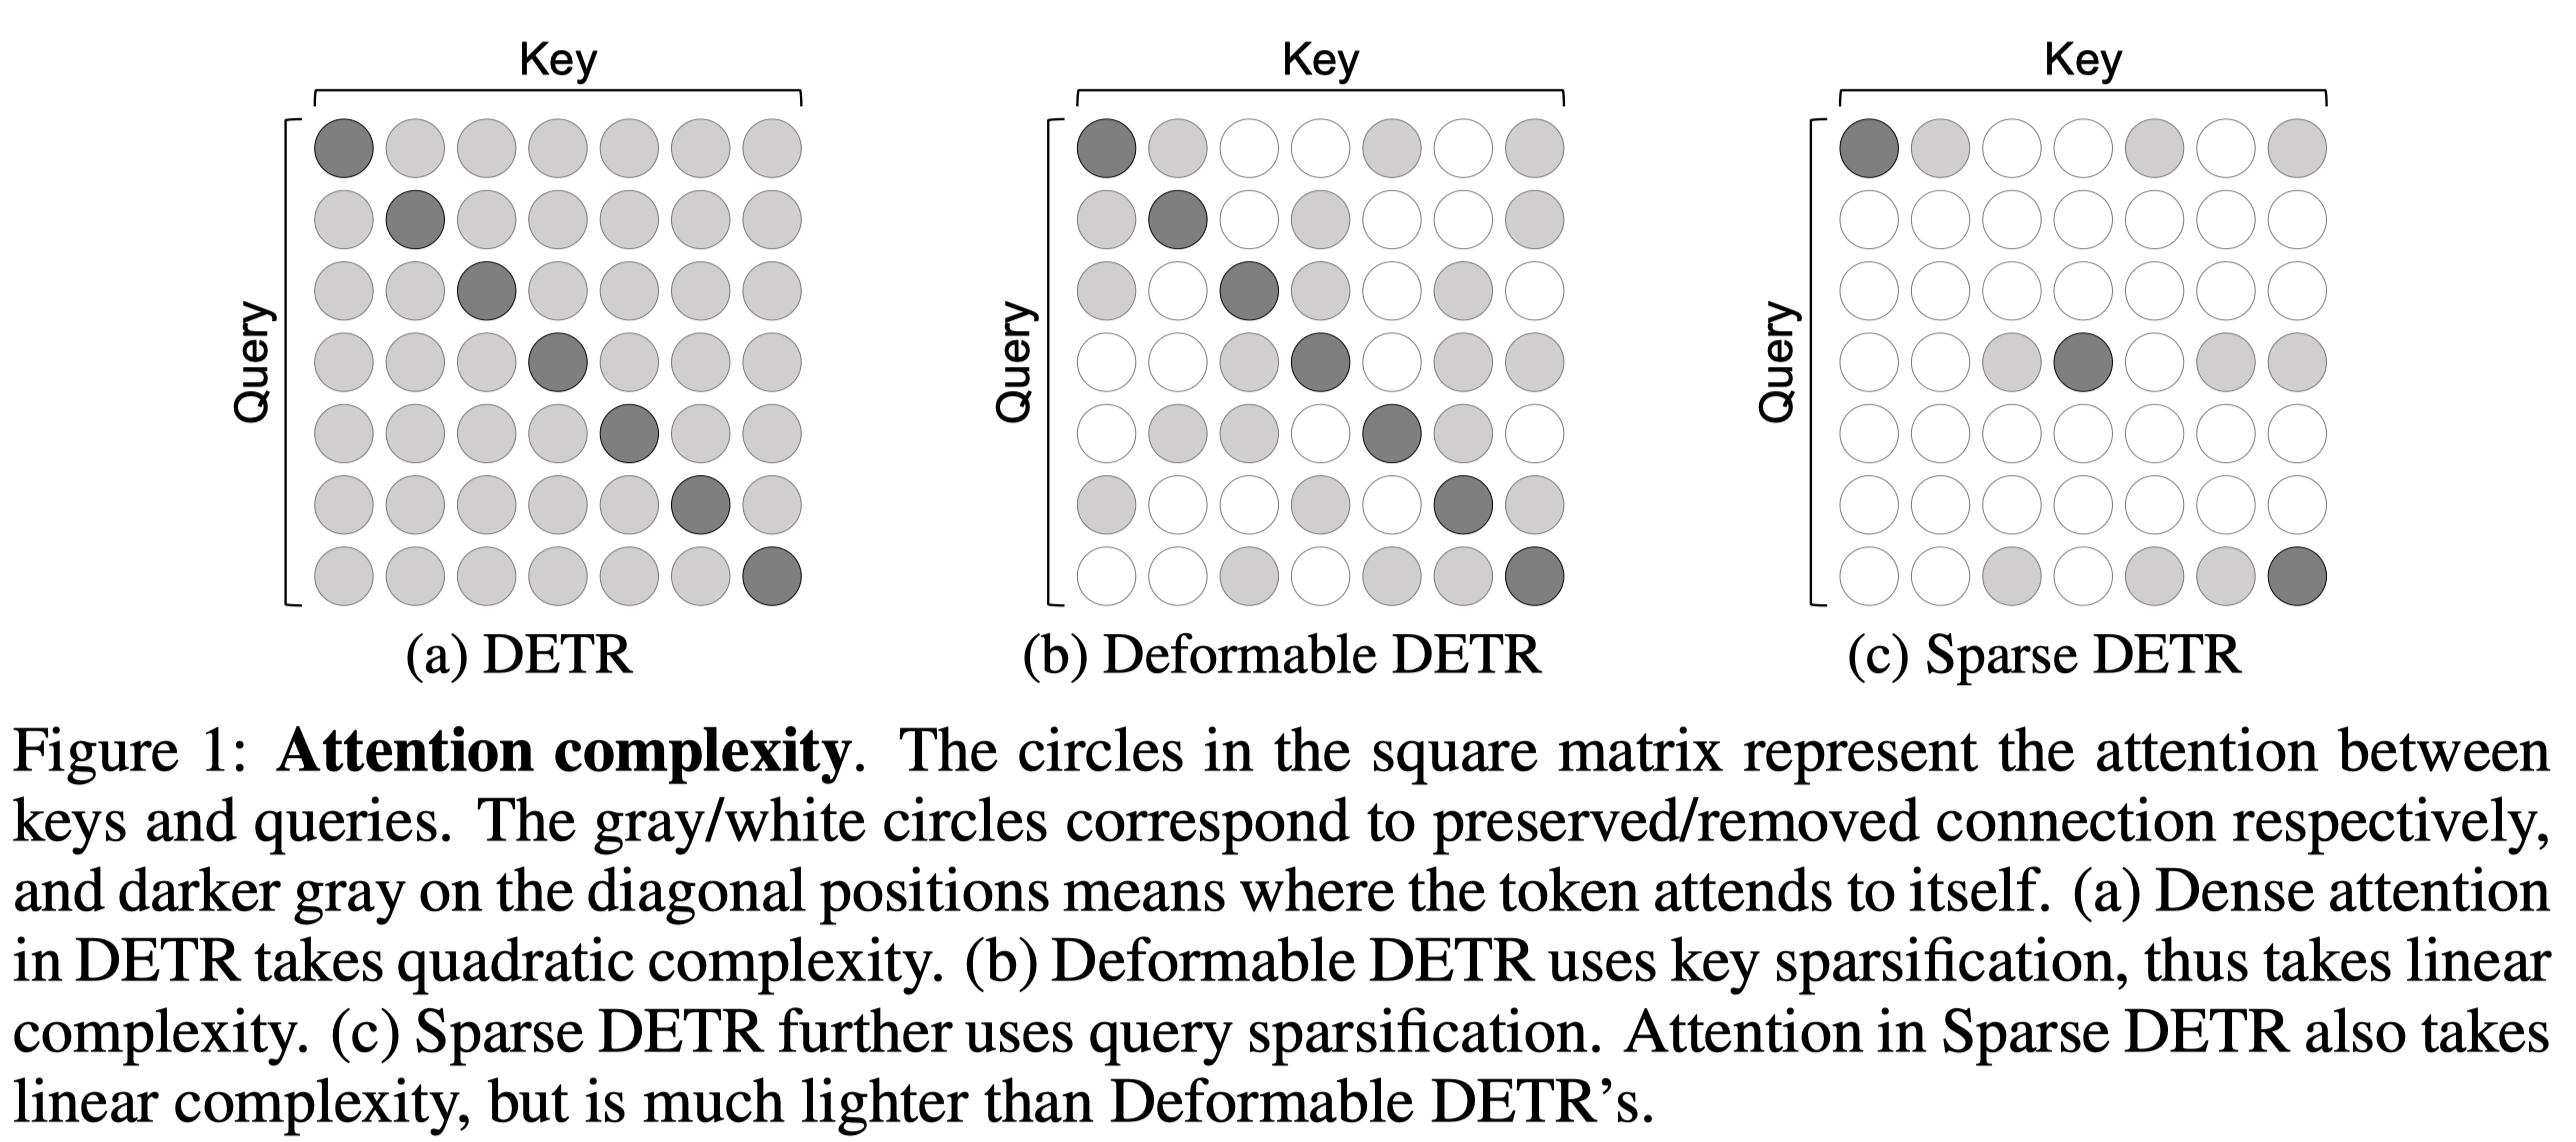 Key
Key
Key
Query
Query
Query
(a) DETR
(b) Deformable DETR
(c) Sparse DETR
Figure 1: Attention complexity. The circles in the square matrix represent the attention between
keys and queries. The gray/white circles correspond to preserved/removed connection respectively,
and darker gray on the diagonal positions means where the token attends to itself. (a) Dense attention
in DETR takes quadratic complexity. (b) Deformable DETR uses key sparsification, thus takes linear
complexity. (c) Sparse DETR further uses query sparsification. Attention in Sparse DETR also takes
linear complexity, but is much lighter than Deformable DETR’s.